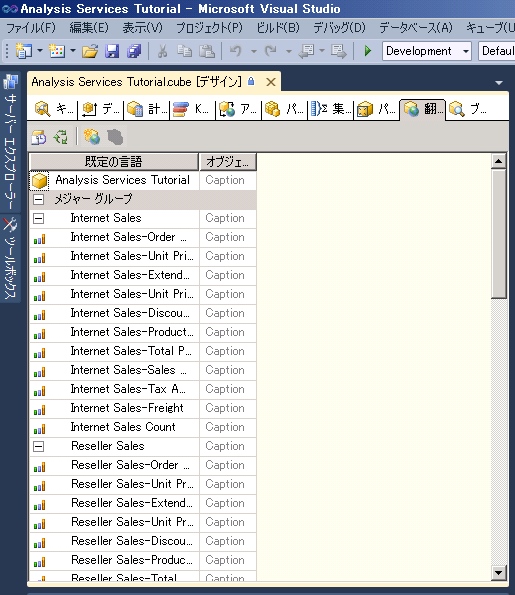 Analysis Services Tutorial - Microsoft Visual Studio
ファイル(F) 編集(E) 表示(V) プロジェクト(P) ビルド(B) デバッグ(D) データベース(A) キューブ(U
Development Defaul
Analysis Services Tutorial.cube [デザイン]
キ... デ... 計... K... ア... パ... Σ 集... パ... 翻... ブ...
サーバー エクスプローラー
ツールボックス
既定の言語 オブジェ...
Analysis Services Tutorial Caption
メジャー グループ
Internet Sales Caption
Internet Sales-Order ... Caption
Internet Sales-Unit Pri... Caption
Internet Sales-Extend... Caption
Internet Sales-Unit Pri... Caption
Internet Sales-Discou... Caption
Internet Sales-Product... Caption
Internet Sales-Total P... Caption
Internet Sales-Sales ... Caption
Internet Sales-Tax A... Caption
Internet Sales-Freight Caption
Internet Sales Count Caption
Reseller Sales Caption
Reseller Sales-Order ... Caption
Reseller Sales-Unit Pr... Caption
Reseller Sales-Extend... Caption
Reseller Sales-Unit Pr... Caption
Reseller Sales-Discou... Caption
Reseller Sales-Produc... Caption
Reseller Sales-Total Caption